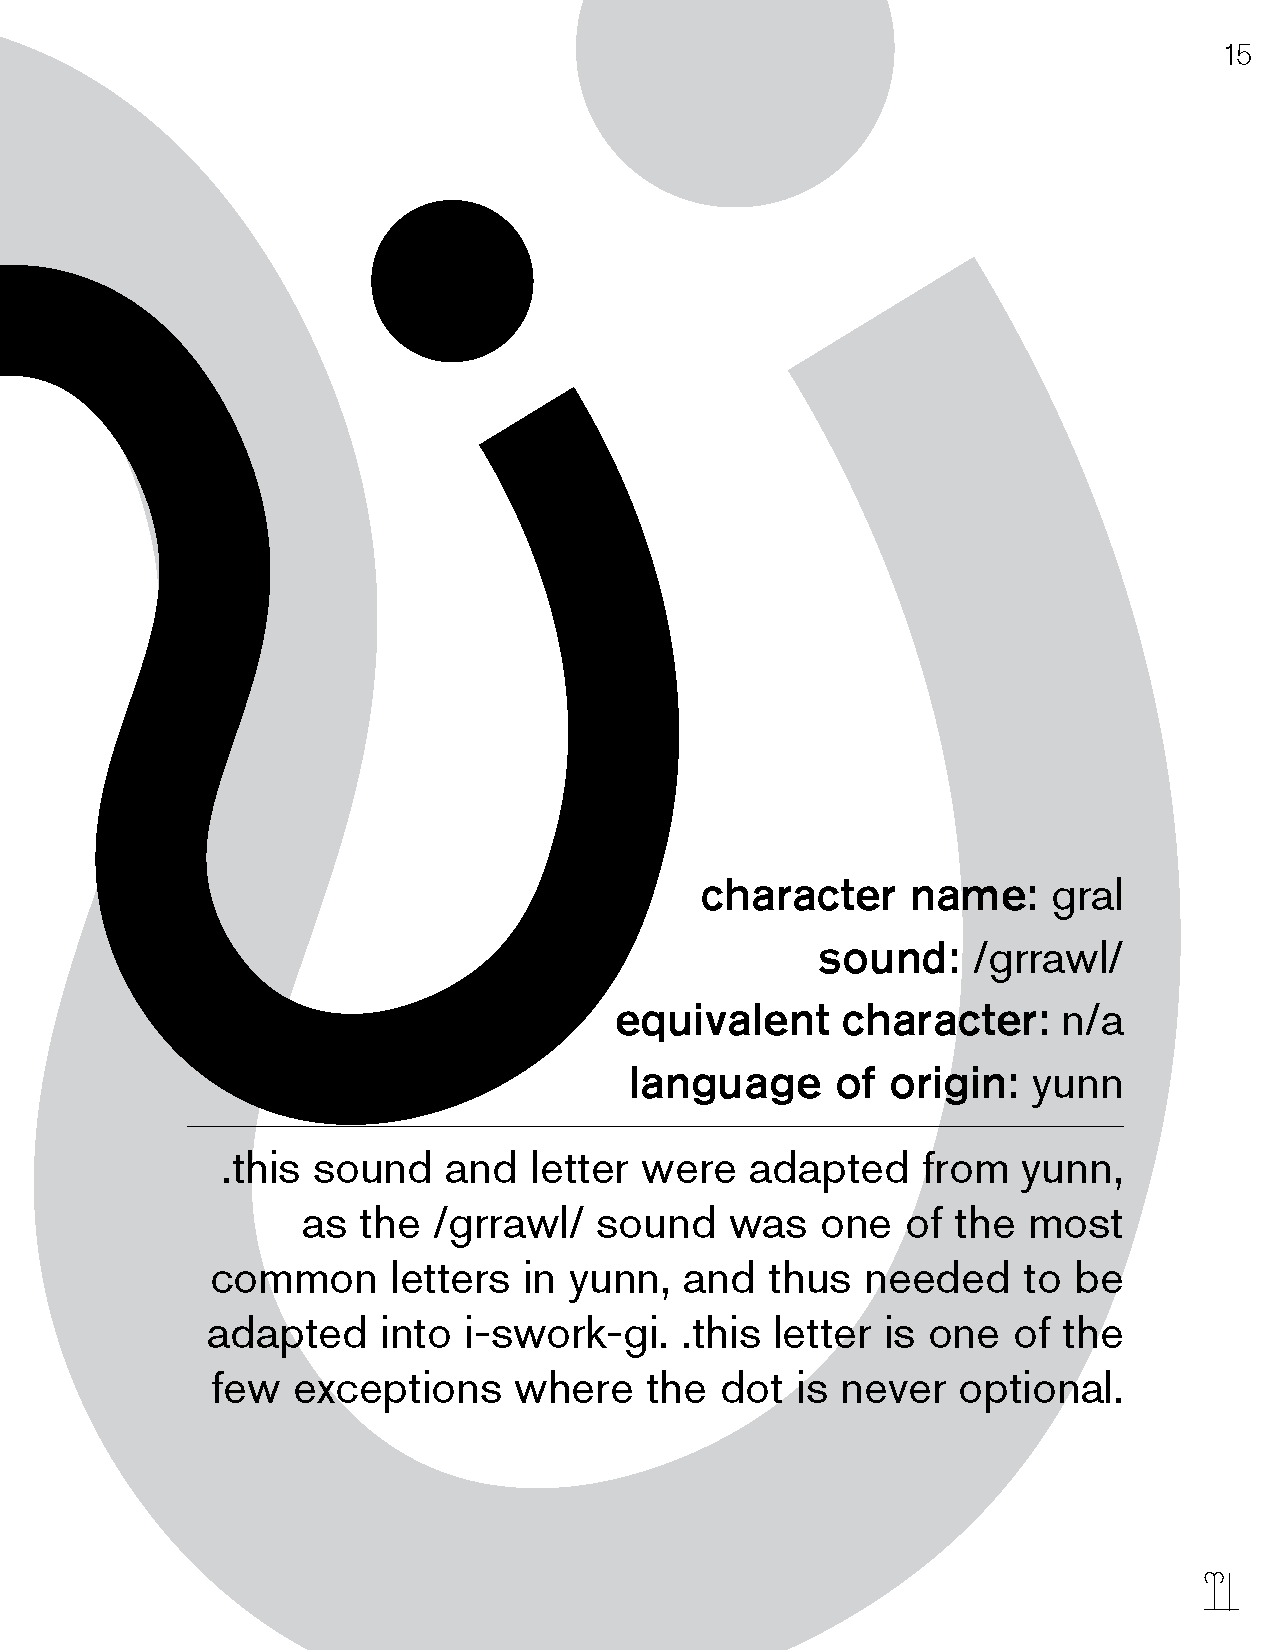 15
character name: gral
sound: /grrawl/
equivalent character: n/a
language of origin: yunn
.this sound and letter were adapted from yunn,
as the /grrawl/ sound was one of the most
common letters in yunn, and thus needed to be
adapted into i-swork-gi. .this letter is one of the
few exceptions where the dot is never optional.